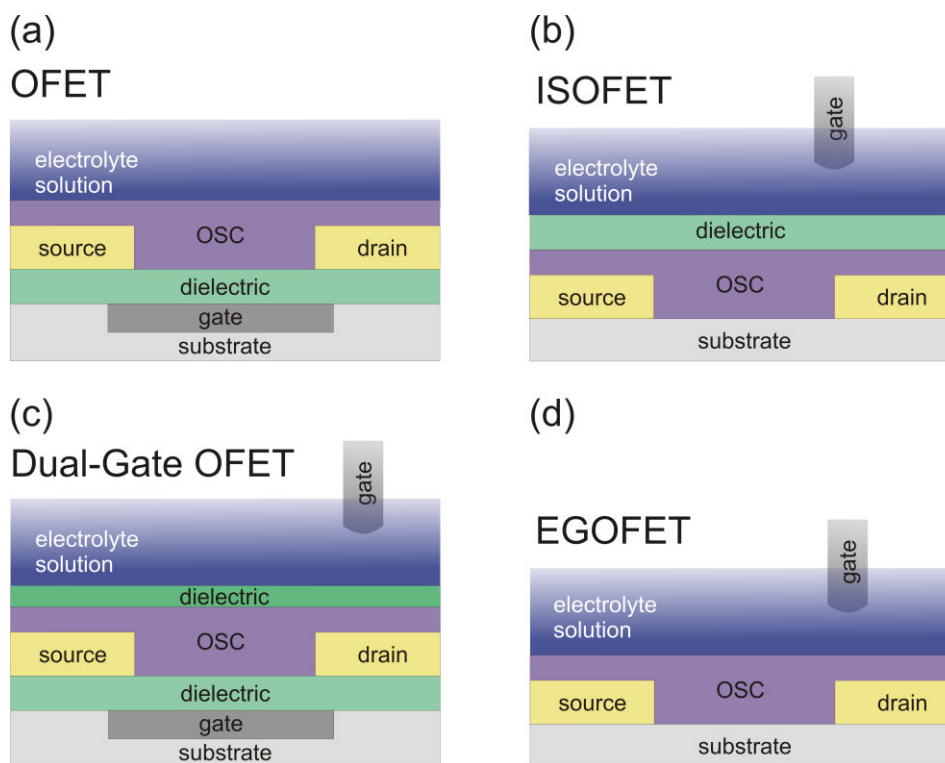 (a)
OFET
electrolyte
solution
OSC
source
drain
dielectric
gate
substrate
(b)
ISOFET
gate
electrolyte
solution
dielectric
OSC
source
drain
substrate
(c)
Dual-Gate OFET
gate
electrolyte
solution
dielectric
OSC
source
drain
dielectric
gate
substrate
(d)
EGOFET
gate
electrolyte
solution
OSC
source
drain
substrate